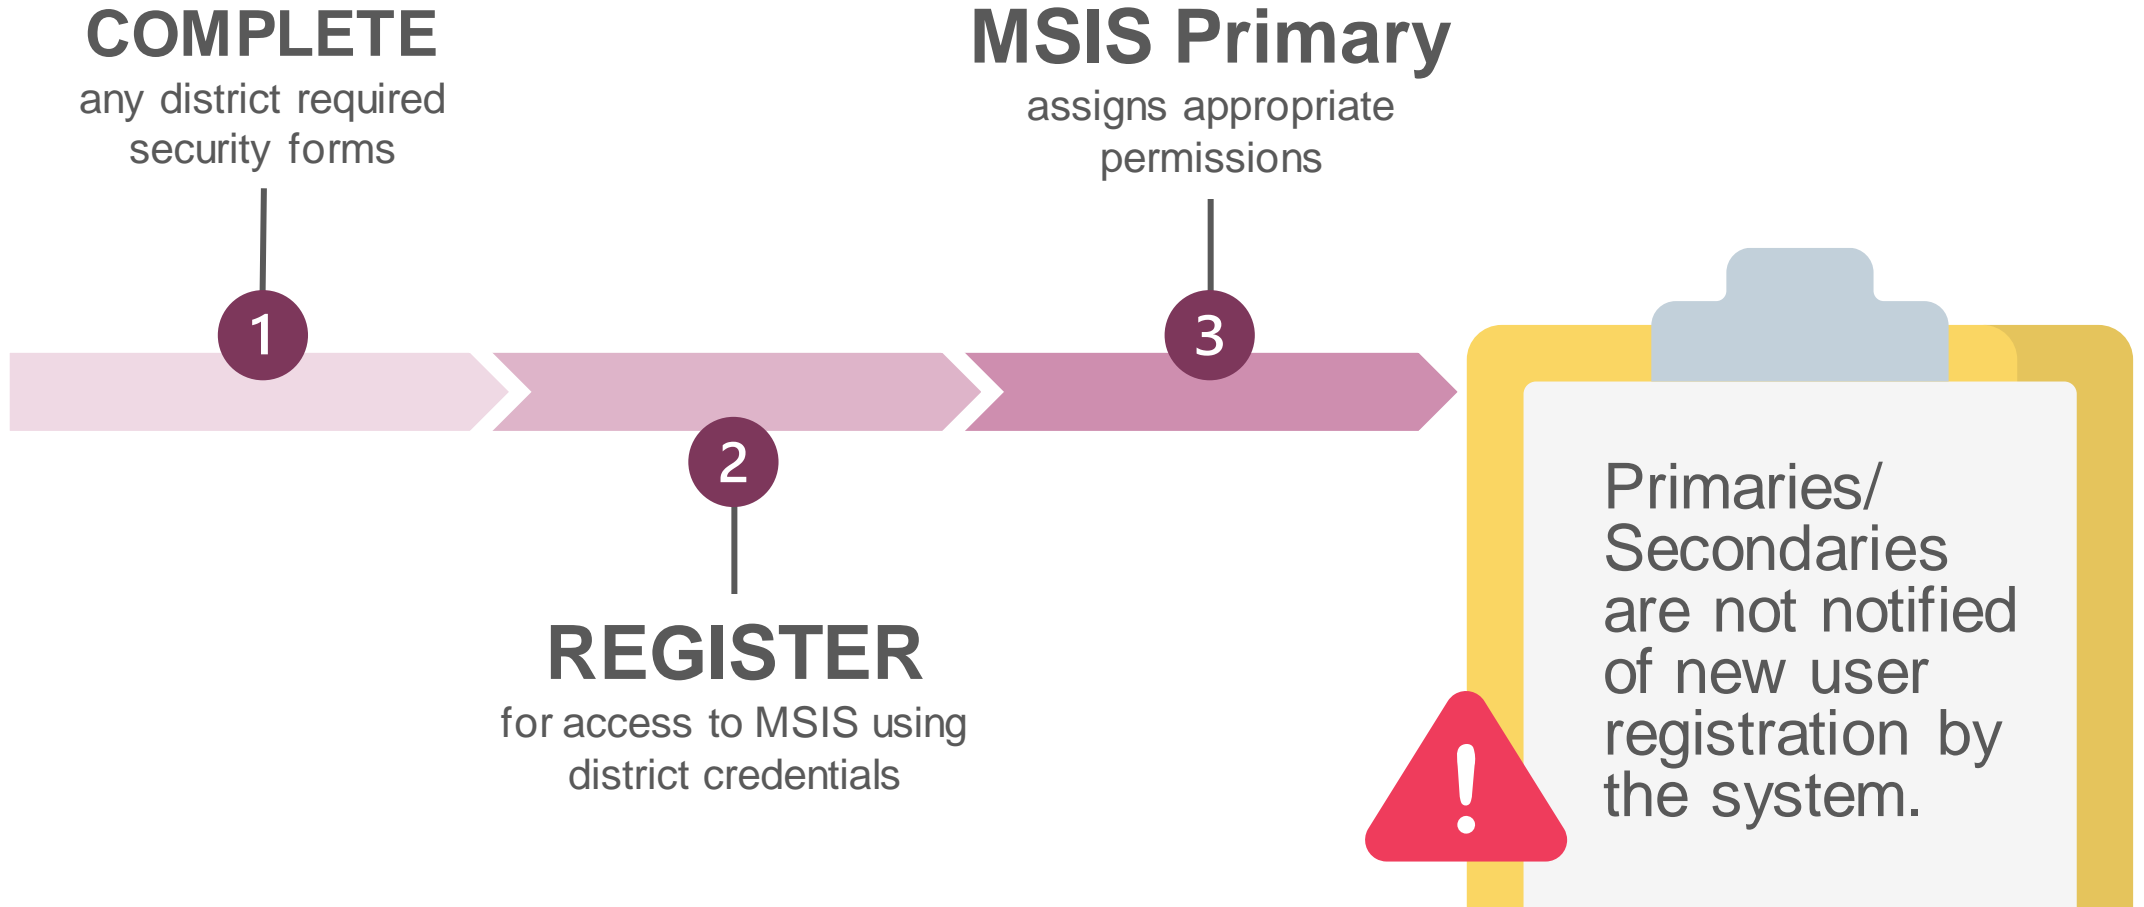 COMPLETE
any district required
security forms
1
2
REGISTER
for access to MSIS using
district credentials
MSIS Primary
assigns appropriate
permissions
3
Primaries/
Secondaries
are not notified
of new user
registration by
the system.
!